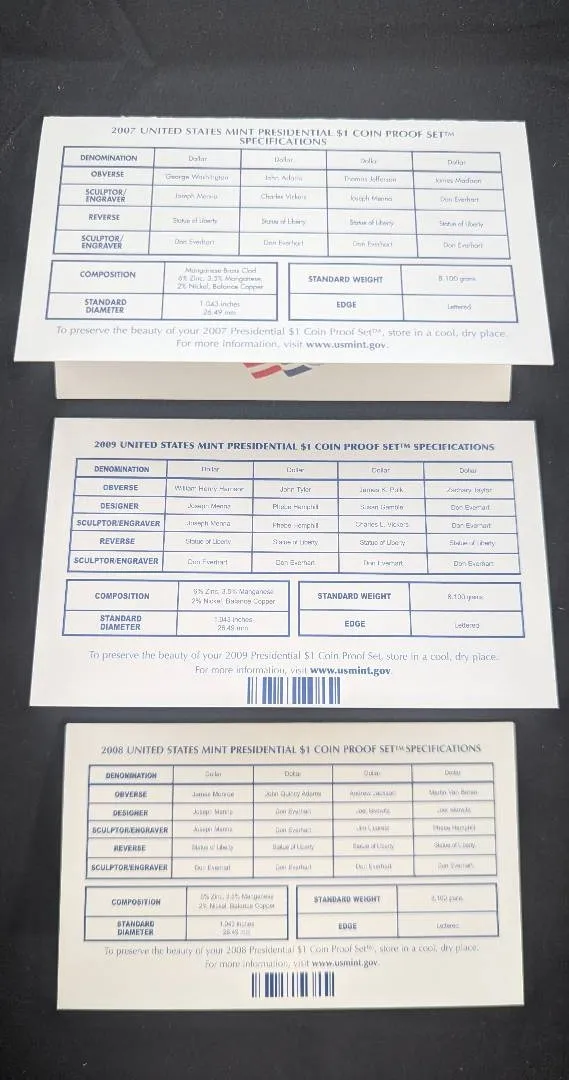 2007 UNITED STATES MINT PRESIDENTIAL $1 COIN PROOF SET™
SPECIFICATIONS
DENOMINATION Dollar Dollar Dollar Dollar
OBVERSE George Washington John Adams Thomas Jefferson James Madison
SCULPTOR/
ENGRAVER Joseph Menna Charles Vickers Joseph Menna Don Everhart
REVERSE Statue of Liberty Statue of Liberty Statue of Liberty Statue of Liberty
SCULPTOR/
ENGRAVER Don Everhart Don Everhart Don Everhart Don Everhart
COMPOSITION
Manganese Brass Clad
6% Zinc, 3.5% Manganese
2% Nickel, Balance Copper
STANDARD WEIGHT 8.100 grams
STANDARD
DIAMETER
1.043 inches
26.49 mm
EDGE Lettered
To preserve the beauty of your 2007 Presidential $1 Coin Proof Set™, store in a cool, dry place.
For more information, visit www.usmint.gov.
2009 UNITED STATES MINT PRESIDENTIAL $1 COIN PROOF SET™ SPECIFICATIONS
DENOMINATION Dollar Dollar Dollar Dollar
OBVERSE William Henry Harrison John Tyler James K. Polk Zachary Taylor
DESIGNER Joseph Menna Phebe Hemphill Susan Gamble Don Everhart
SCULPTOR/ENGRAVER Joseph Menna Phebe Hemphill Charles L. Vickers Don Everhart
REVERSE Statue of Liberty Statue of Liberty Statue of Liberty Statue of Liberty
SCULPTOR/ENGRAVER Don Everhart Don Everhart Don Everhart Don Everhart
COMPOSITION
6% Zinc, 3.5% Manganese
2% Nickel, Balance Copper
STANDARD WEIGHT 8.100 grams
STANDARD
DIAMETER
1.043 inches
26.49 mm
EDGE Lettered
To preserve the beauty of your 2009 Presidential $1 Coin Proof Set, store in a cool, dry place.
For more information, visit www.usmint.gov
2008 UNITED STATES MINT PRESIDENTIAL $1 COIN PROOF SET™ SPECIFICATIONS
DENOMINATION Dollar Dollar Dollar Dollar
OBVERSE James Monroe John Quincy Adams Andrew Jackson Martin Van Buren
DESIGNER Joseph Menna Don Everhart Joel Iskowitz Joel Iskowitz
SCULPTOR/ENGRAVER Joseph Menna Don Everhart Phebe Hemphill
REVERSE Statue of Liberty Statue of Liberty Statue of Liberty Statue of Liberty
SCULPTOR/ENGRAVER Don Everhart Don Everhart Don Everhart Don Everhart
COMPOSITION
6% Zinc, 3.5% Manganese
2% Nickel, Balance Copper
STANDARD WEIGHT 8.100 grams
STANDARD
DIAMETER
1.043 inches
26.49 mm
EDGE Lettered
To preserve the beauty of your 2008 Presidential $1 Coin Proof Set™, store in a cool, dry place.
For more information, visit www.usmint.gov.